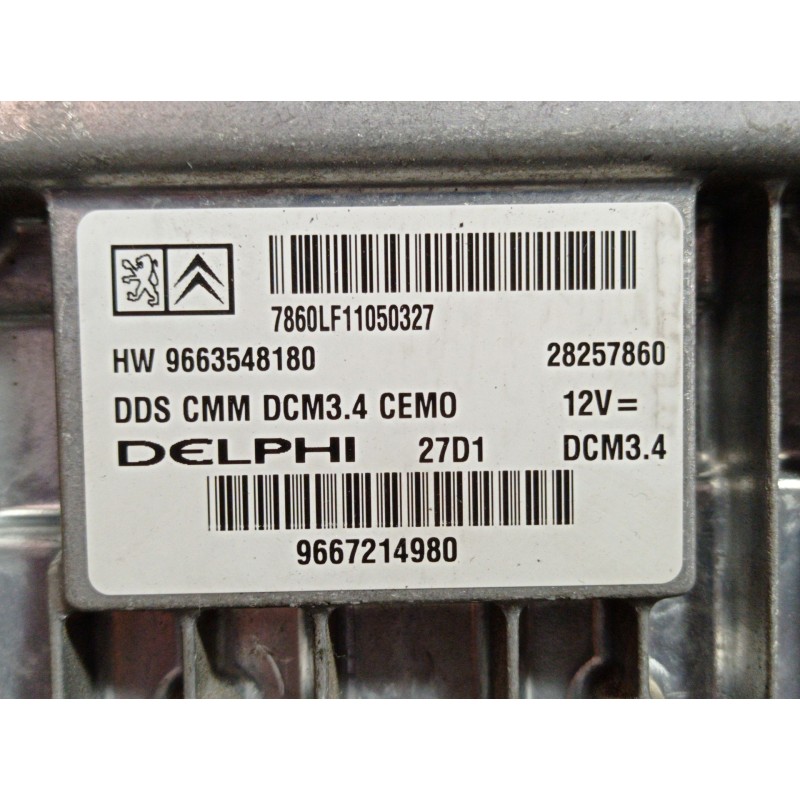 7860LF11050327
HW 9663548180 28257860
DDS CMM DCM3.4 CEMO 12V=
DELPHI 27D1 DCM3.4
9667214980